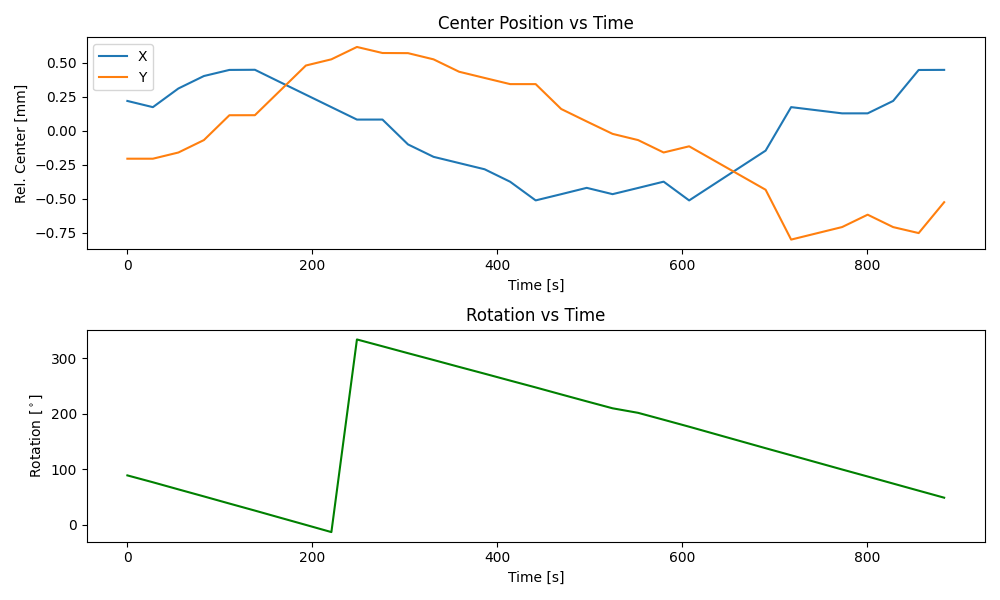 Center Position vs Time
Rel. Center [mm]
0.50
0.25
0.00
−0.25
−0.50
−0.75
X
Y
0 200 400 600 800
Time [s]
Rotation vs Time
Rotation [°]
300
200
100
0
0 200 400 600 800
Time [s]